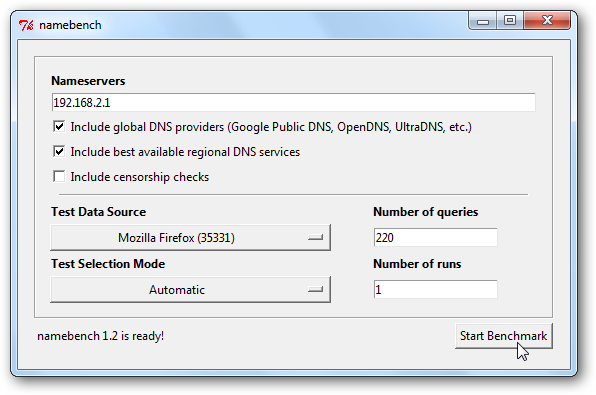 namebench
Nameservers
192.168.2.1
Include global DNS providers (Google Public DNS, OpenDNS, UltraDNS, etc.)
Include best available regional DNS services
Include censorship checks
Test Data Source
Number of queries
Mozilla Firefox (35331)
220
Test Selection Mode
Number of runs
Automatic
1
namebench 1.2 is ready!
Start Benchmark